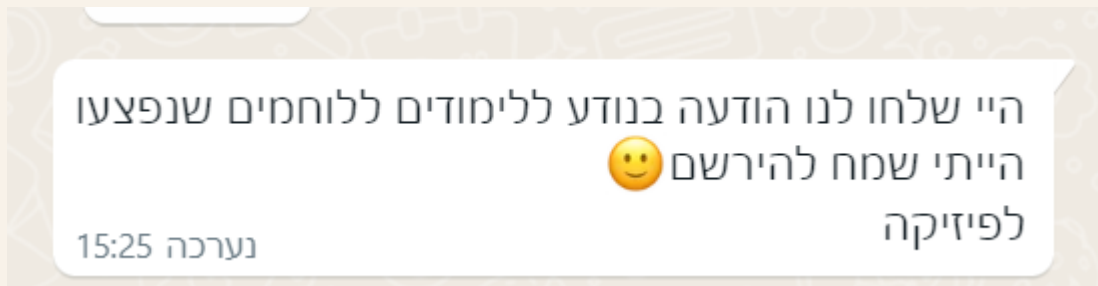 היי שלחו לנו הודעה בנודע ללימודים ללוחמים שנפצעו
הייתי שמח להירשם🙂
לפיזיקה
נערכה 15:25